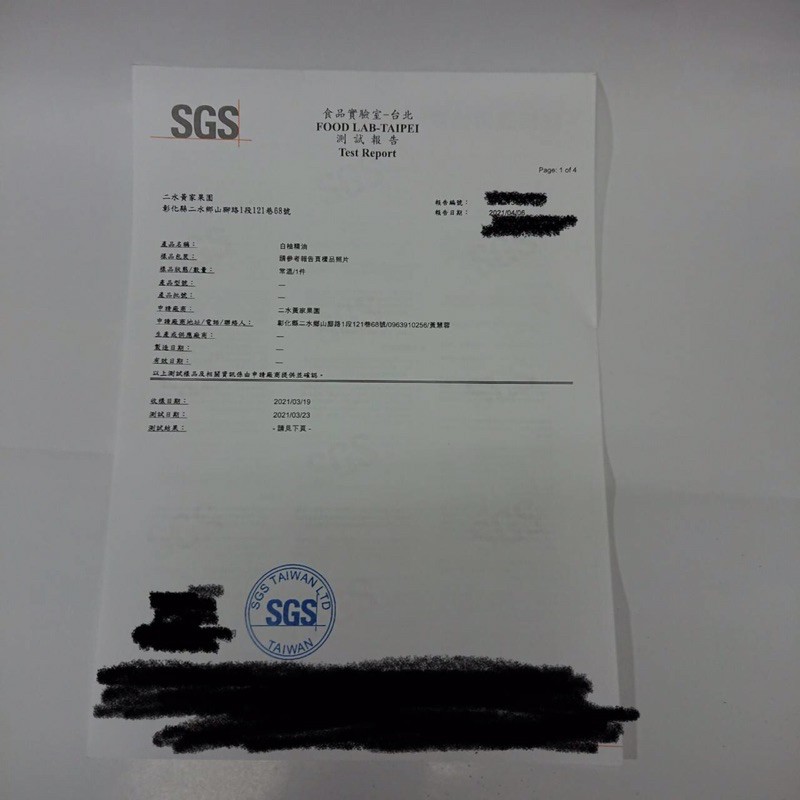 SGS
食品實驗室-台北
FOOD LAB-TAIPEI
測試報告
Test Report
Page: 1 of 4
二水黃家果園
彰化縣二水鄉山腳路1段121巷68號
報告編號：
報告日期： 2021/04/06
產品名稱： 白柚精油
樣品包裝： 請參考報告頁樣品照片
樣品狀態/數量： 常溫/1件
產品型號： —
產品批號： —
申請廠商： 二水黃家果園
申請廠商地址/電話/聯絡人： 彰化縣二水鄉山腳路1段121巷68號/0963910256/黃慧蓉
生產或供應廠商： —
製造日期： —
有效日期： —
以上測試樣品及相關資訊係由申請廠商提供並確認。
收樣日期： 2021/03/19
測試日期： 2021/03/23
測試結果： -請見下頁-
SGS TAIWAN LTD
SGS
TAIWAN